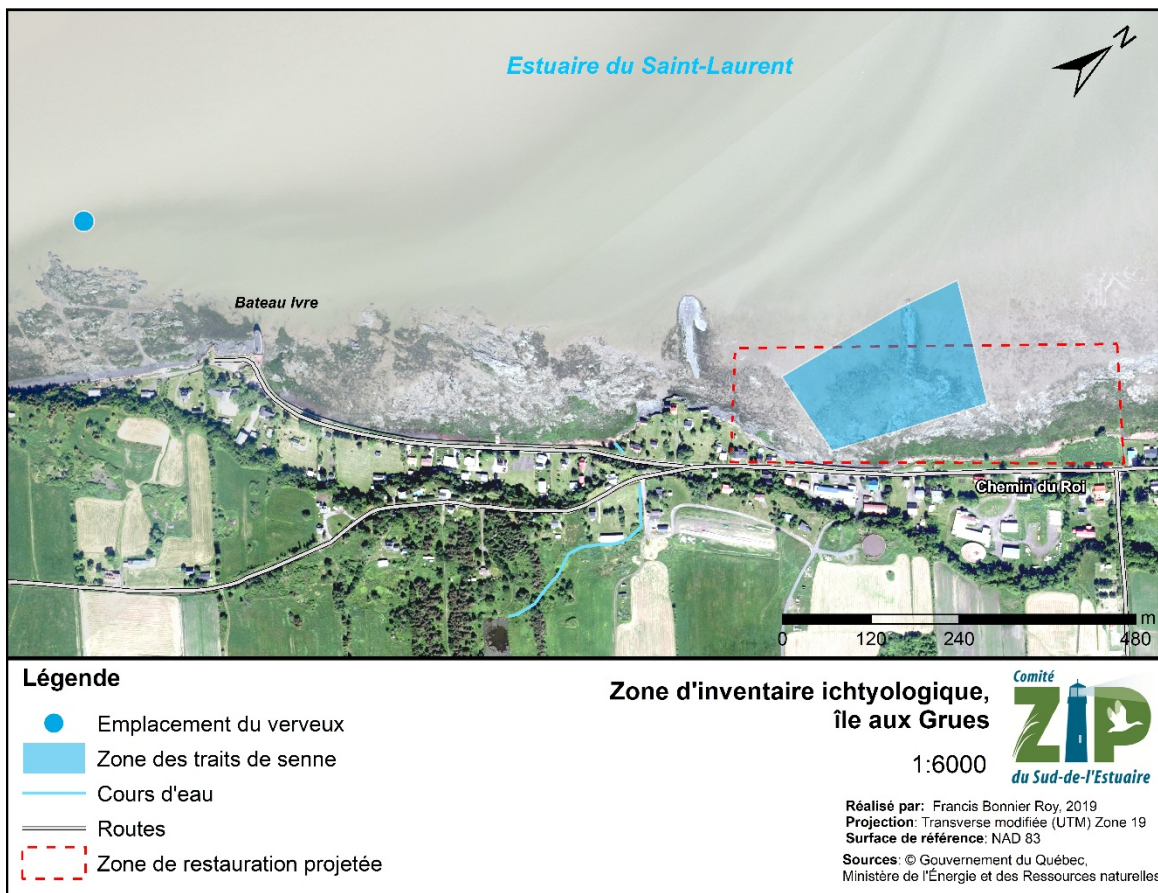 Estuaire du Saint-Laurent
N
Bateau Ivre
Chemin du Roi
m
0 120 240 480
Légende
Emplacement du verveux
Zone des traits de senne
Cours d'eau
Routes
Zone de restauration projetée
Zone d'inventaire ichtyologique,
île aux Grues
1:6000
Comité
ZIP
du Sud-de-l'Estuaire
Réalisé par: Francis Bonnier Roy, 2019
Projection: Transverse modifiée (UTM) Zone 19
Surface de référence: NAD 83
Sources: © Gouvernement du Québec,
Ministère de l'Énergie et des Ressources naturelles